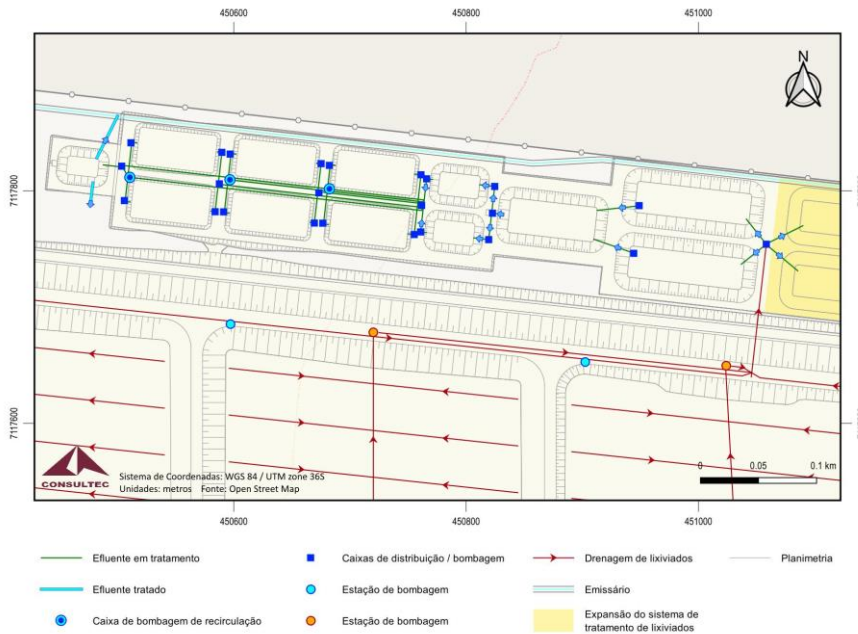 450600 450800 451000
N
7117800
7117600
CONSULTEC
Sistema de Coordenadas: WGS 84 / UTM zone 36S
Unidades: metros Fonte: Open Street Map
0 0.05 0.1 km
450600 450800 451000
Efluente em tratamento
Caixas de distribuição / bombagem
Drenagem de lixiviados
Planimetria
Efluente tratado
Estação de bombagem
Emissário
Caixa de bombagem de recirculação
Estação de bombagem
Expansão do sistema de
tratamento de lixiviados